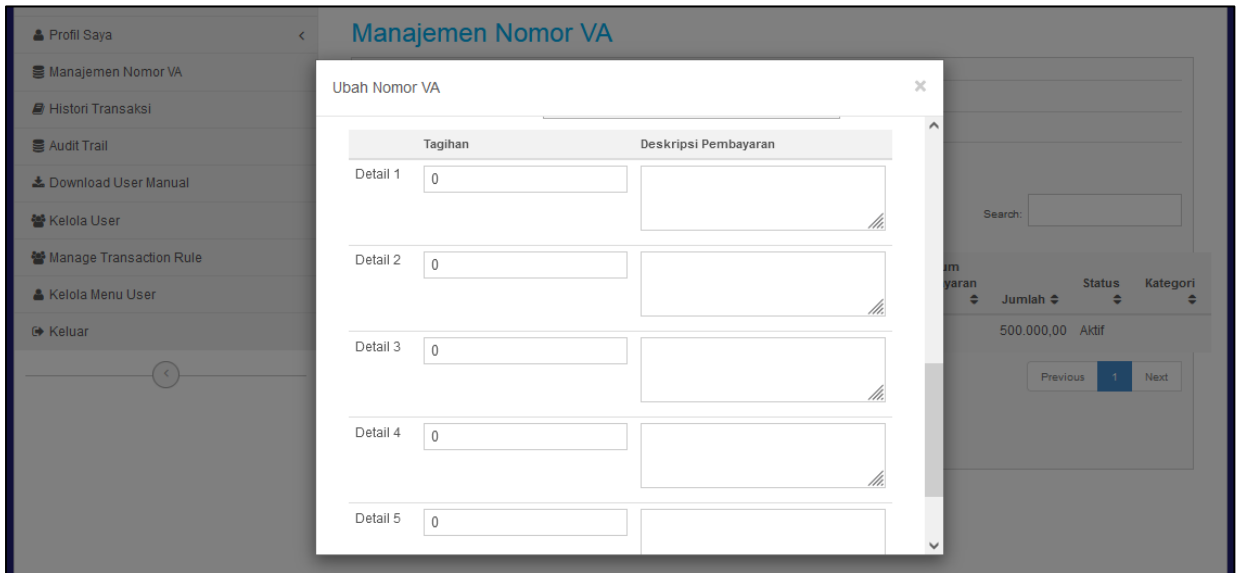 Profil Saya
Manajemen Nomor VA
Histori Transaksi
Audit Trail
Download User Manual
Kelola User
Manage Transaction Rule
Kelola Menu User
Keluar
Manajemen Nomor VA
Ubah Nomor VA
Tagihan Deskripsi Pembayaran
Detail 1 0
Detail 2 0
Detail 3 0
Detail 4 0
Detail 5 0
Search:
um
yaran Jumlah Status Kategori
500.000,00 Aktif
Previous 1 Next